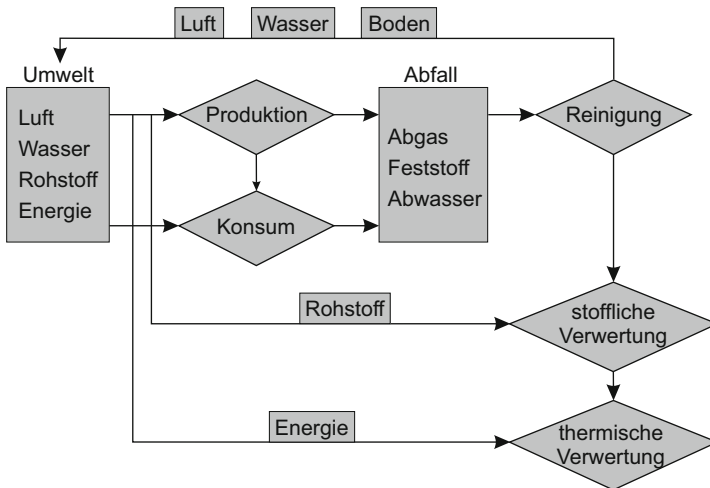 Luft Wasser Boden
Umwelt
Abfall
Luft
Wasser
Rohstoff
Energie
Produktion
Konsum
Abgas
Feststoff
Abwasser
Reinigung
Rohstoff
stoffliche
Verwertung
Energie
thermische
Verwertung